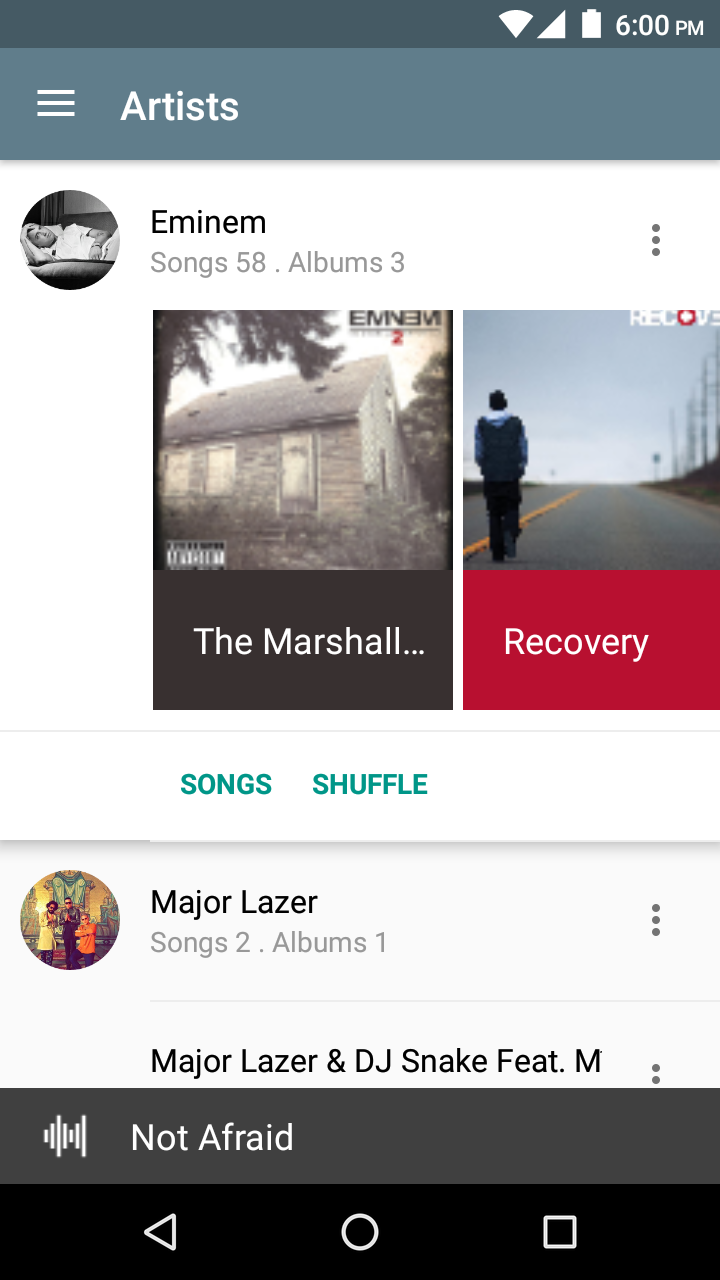 6:00 PM
Artists
Eminem
Songs 58 . Albums 3
EMINEM
2
RECOVE
The Marshall...
Recovery
SONGS
SHUFFLE
Major Lazer
Songs 2 . Albums 1
Major Lazer & DJ Snake Feat. M
Not Afraid